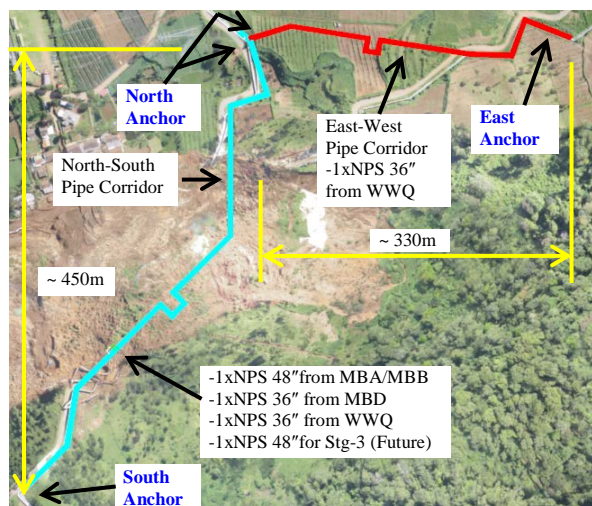 North
Anchor
East
Anchor
East-West
Pipe Corridor
-1xNPS 36″
from WWQ
North-South
Pipe Corridor
~ 330m
~ 450m
-1xNPS 48″from MBA/MBB
-1xNPS 36″ from MBD
-1xNPS 36″ from WWQ
-1xNPS 48″for Stg-3 (Future)
South
Anchor